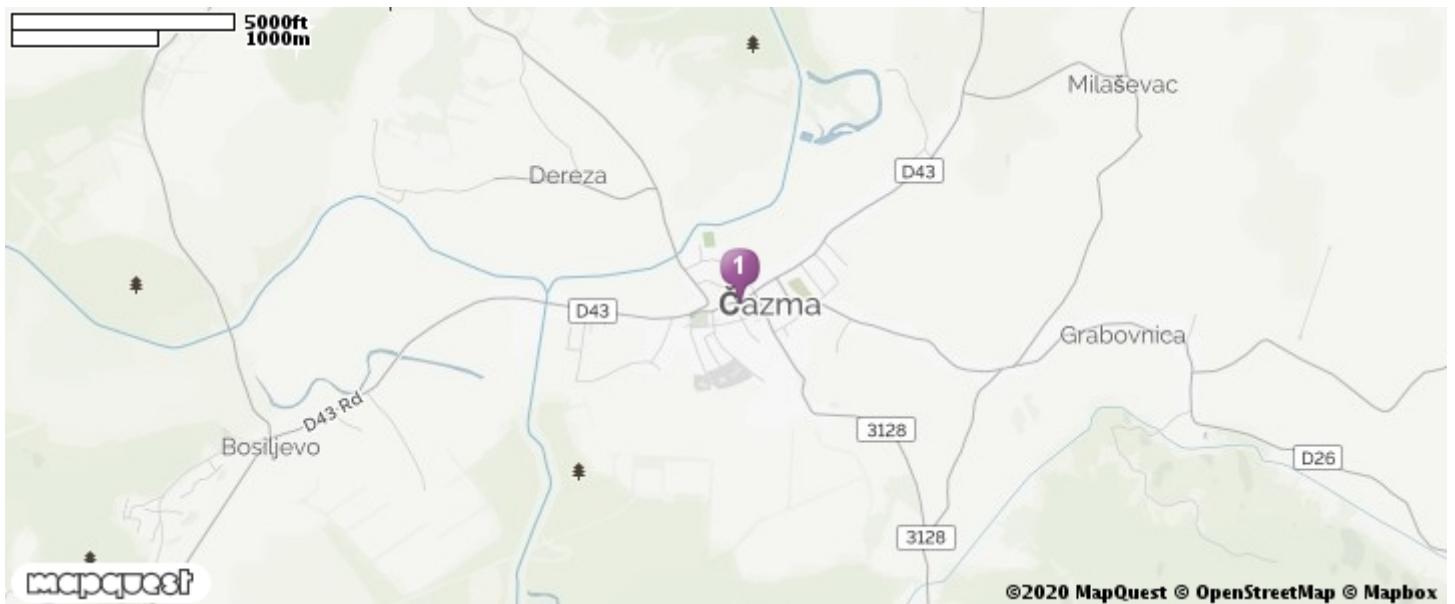 5000ft
1000m
Milaševac
D43
Dereza
1
Čazma
D43
Grabovnica
D43 Rd
3128
Bosiljevo
D26
3128
mapquest
©2020 MapQuest © OpenStreetMap © Mapbox